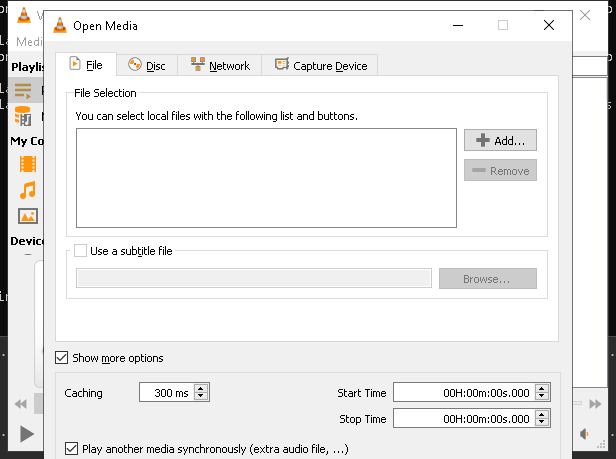 Open Media
Medi
File
Disc
Network
Capture Device
Playlis
File Selection
You can select local files with the following list and buttons.
Add...
Remove
My Co
Device
Use a subtitle file
Browse...
Show more options
Caching
300 ms
Start Time
00H:00m:00s.000
Stop Time
00H:00m:00s.000
Play another media synchronously (extra audio file, ...)